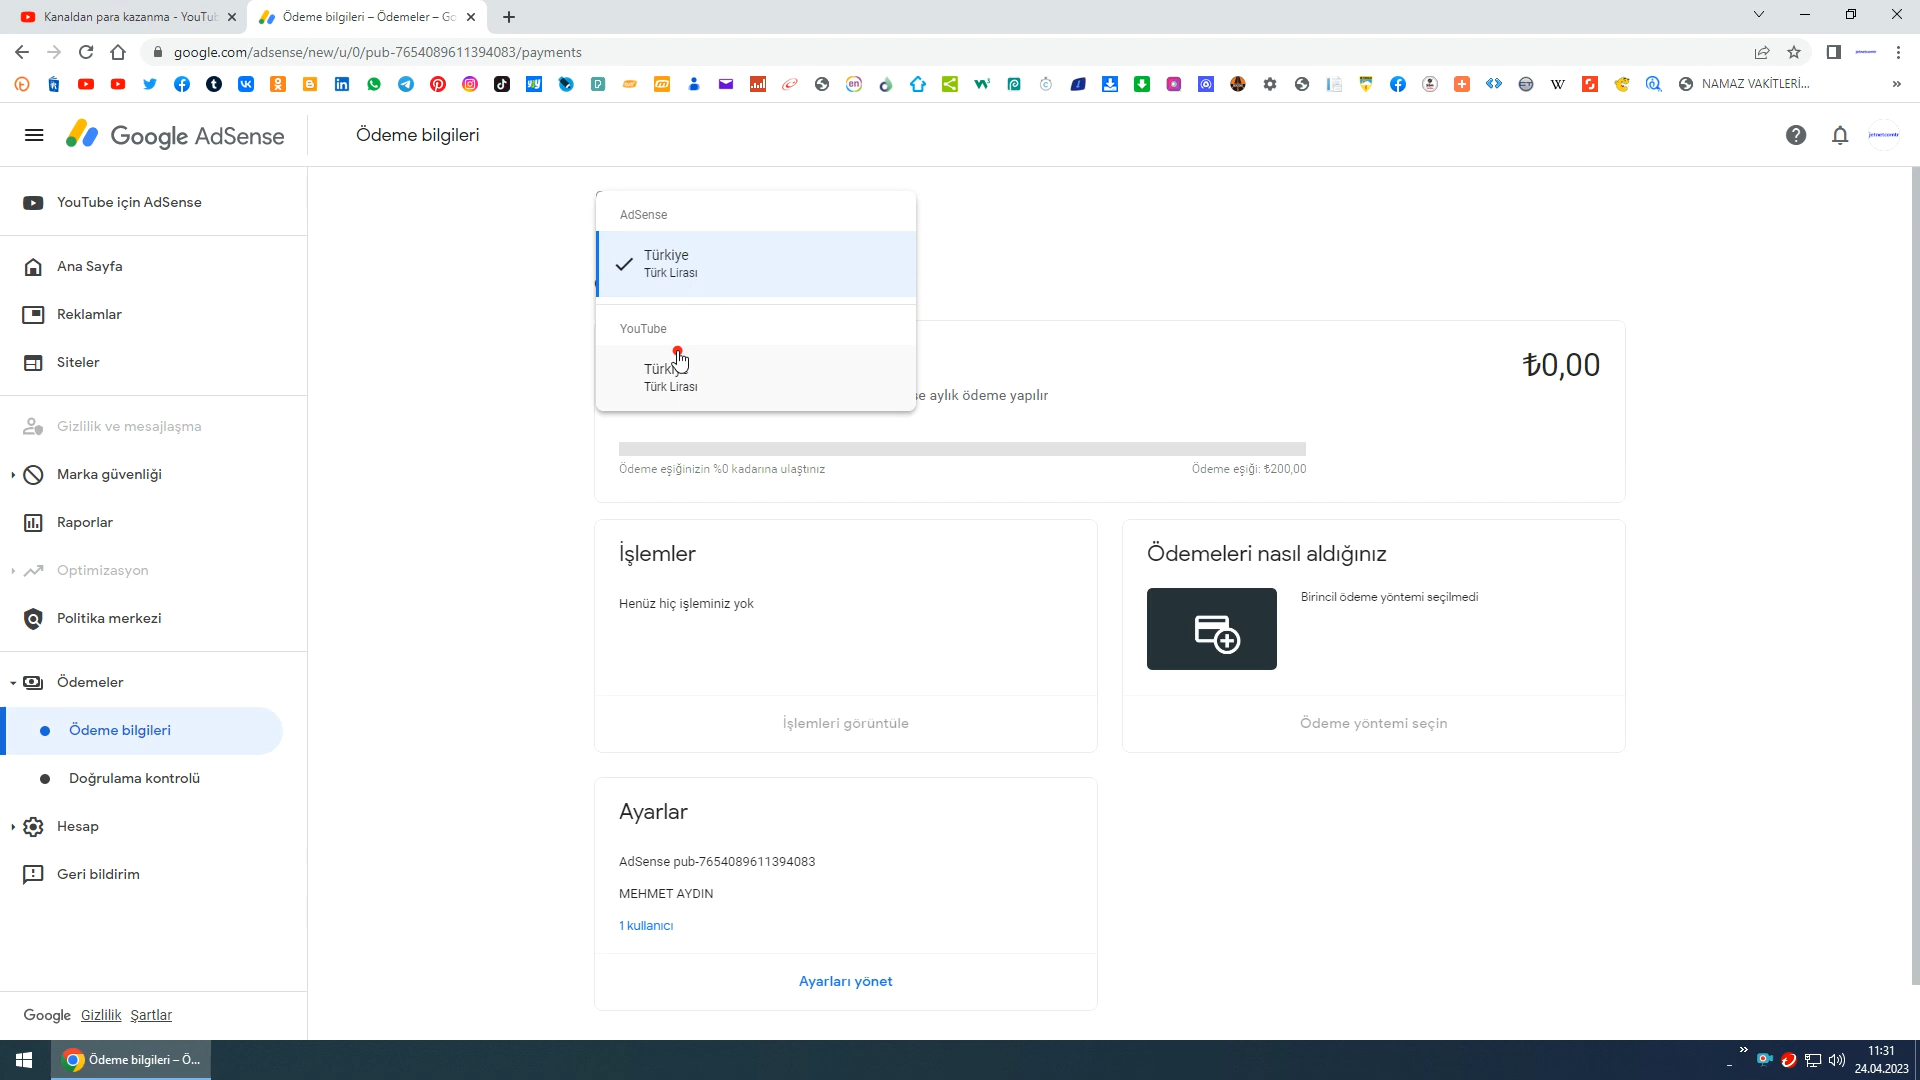 Kanaldan para kazanma - YouTu
Ödeme bilgileri – Ödemeler – Go
google.com/adsense/new/u/0/pub-7654089611394083/payments
NAMAZ VAKİTLERİ...
Google AdSense
Ödeme bilgileri
jetnetcomtr
YouTube için AdSense
Ana Sayfa
Reklamlar
Siteler
Gizlilik ve mesajlaşma
Marka güvenliği
Raporlar
Optimizasyon
Politika merkezi
Ödemeler
Ödeme bilgileri
Doğrulama kontrolü
Hesap
Geri bildirim
Google Gizlilik Şartlar
AdSense
Türkiye
Türk Lirası
YouTube
Türkiye
Türk Lirası
₺0,00
se aylık ödeme yapılır
Ödeme eşiğinizin %0 kadarına ulaştınız
Ödeme eşiği: ₺200,00
İşlemler
Henüz hiç işleminiz yok
İşlemleri görüntüle
Ödemeleri nasıl aldığınız
Birincil ödeme yöntemi seçilmedi
Ödeme yöntemi seçin
Ayarlar
AdSense pub-7654089611394083
MEHMET AYDIN
1 kullanıcı
Ayarları yönet
Ödeme bilgileri – Ö...
11:31
24.04.2023